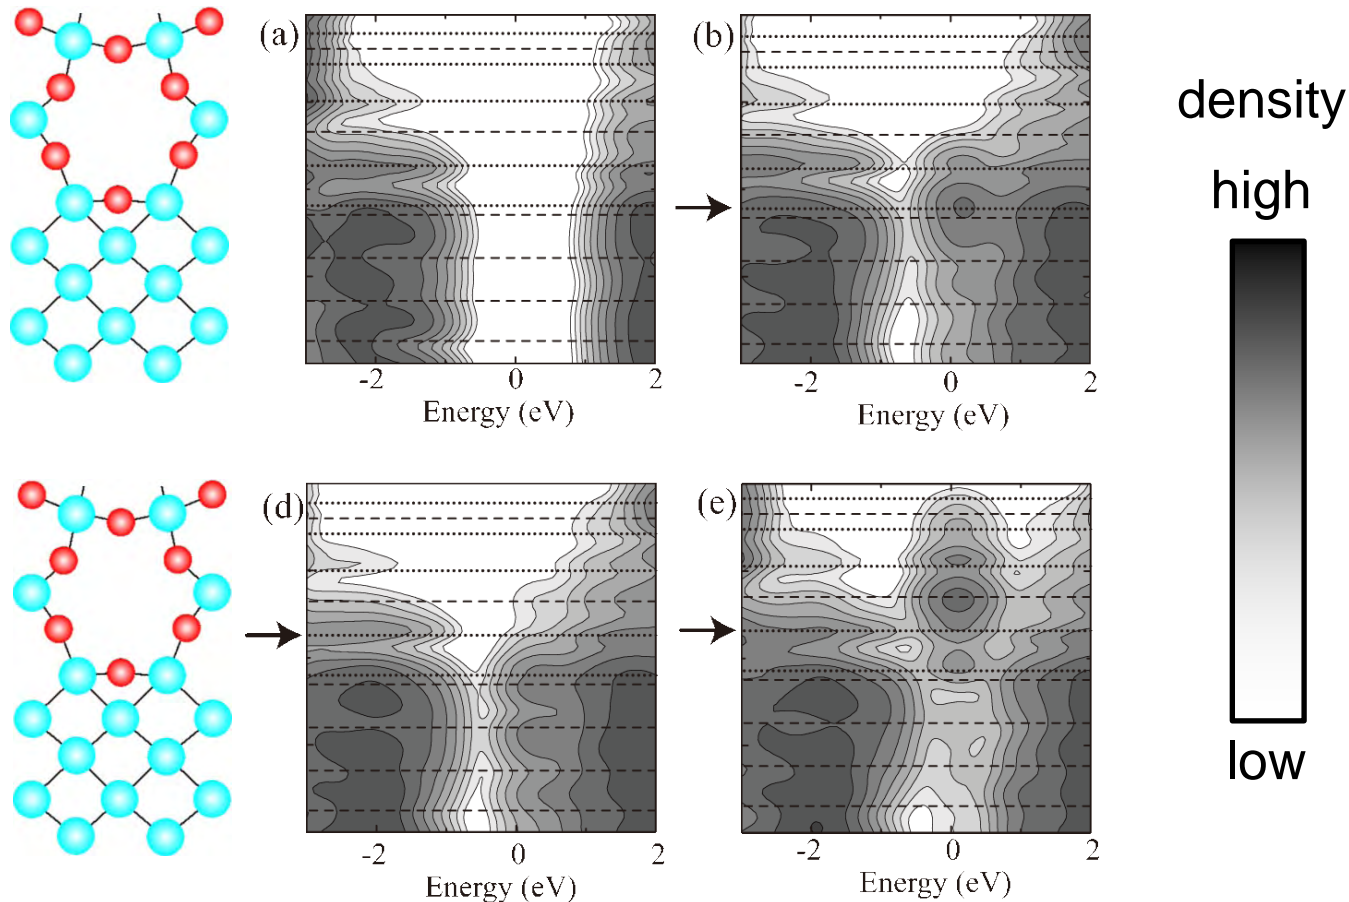 (a)
(b)
density
high
low
-2 0 2
Energy (eV)
-2 0 2
Energy (eV)
(d)
(e)
-2 0 2
Energy (eV)
-2 0 2
Energy (eV)